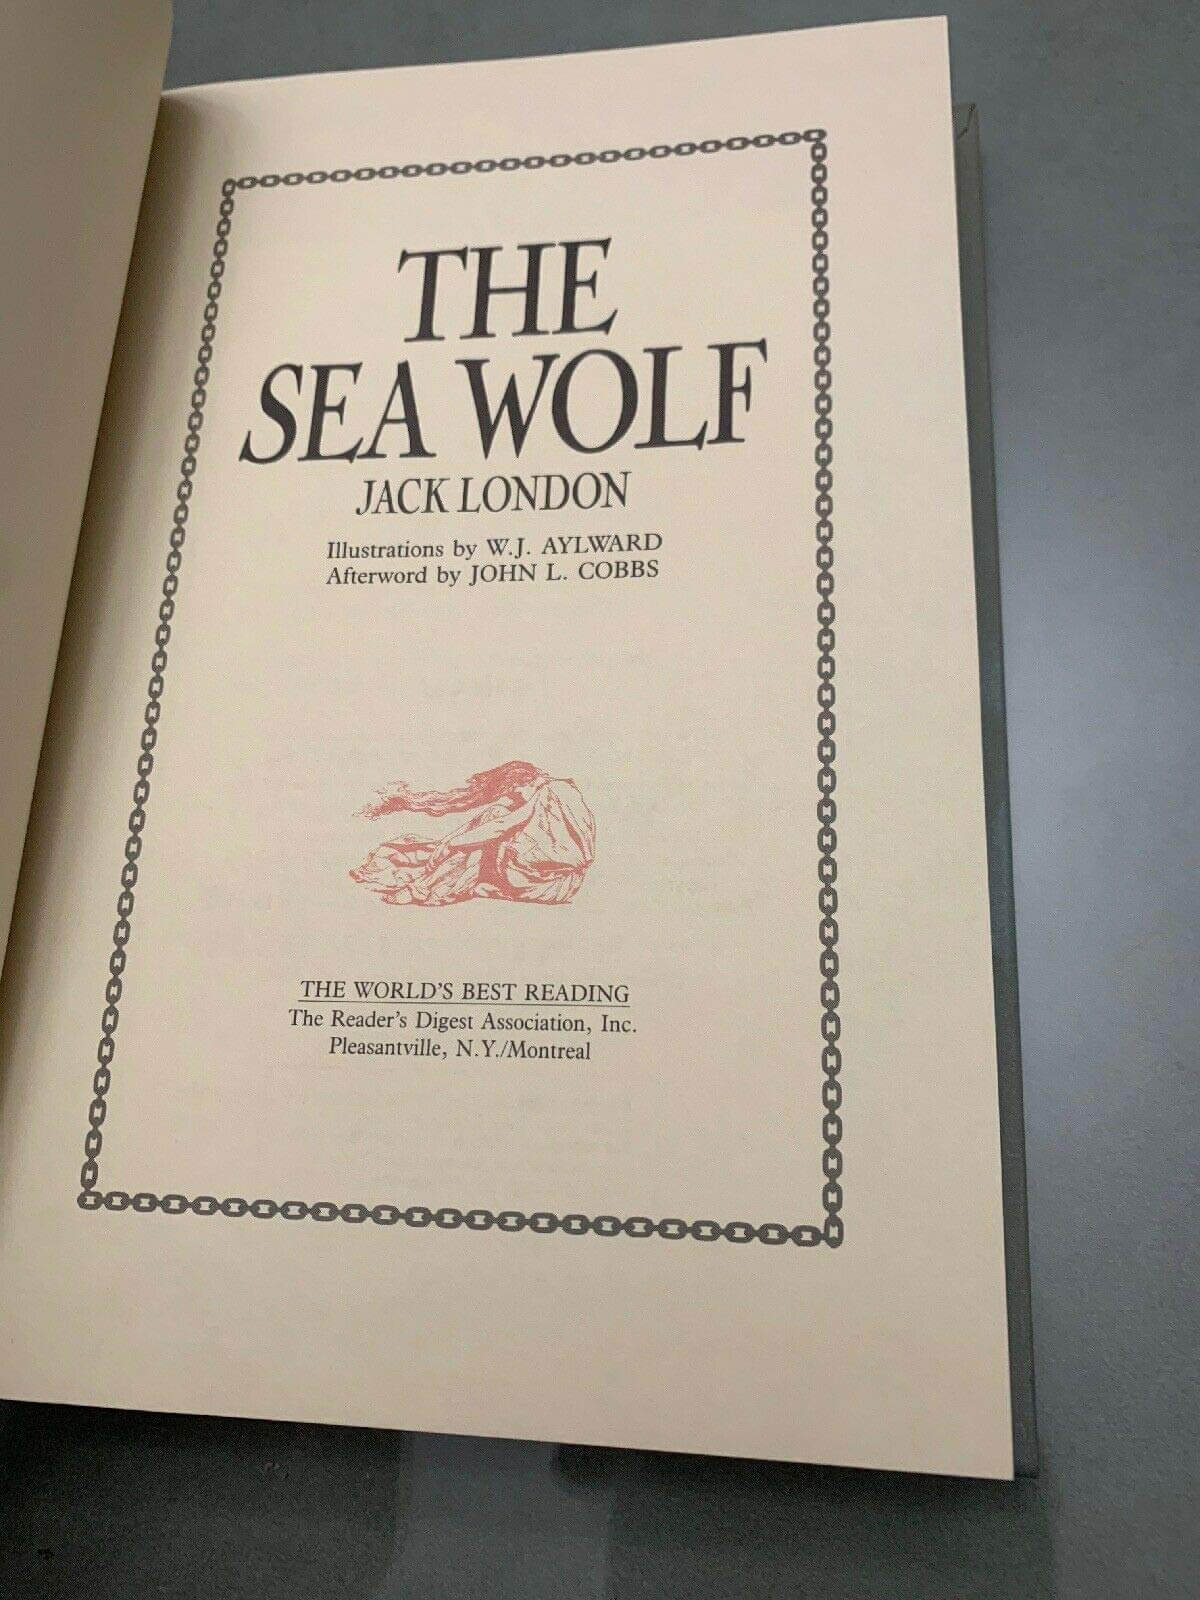 THE
SEA WOLF
JACK LONDON
Illustrations by W.J. AYLWARD
Afterword by JOHN L. COBBS
THE WORLD'S BEST READING
The Reader's Digest Association, Inc.
Pleasantville, N.Y./Montreal